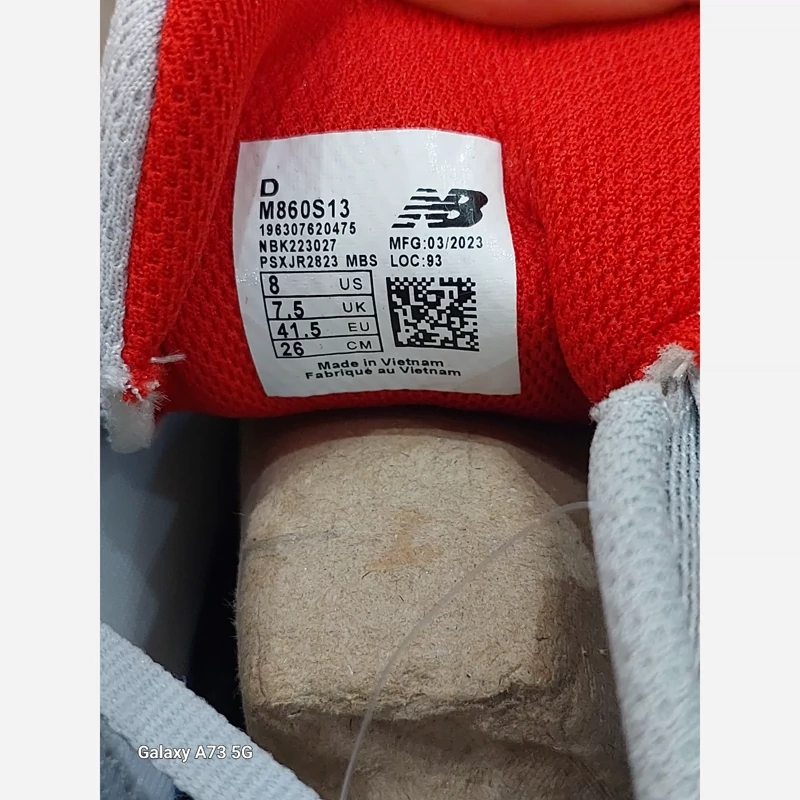 D
M860S13
196307620475
NBK223027
PSXJR2823 MBS
NB
MFG:03/2023
LOC:93
8 US
7.5 UK
41.5 EU
26 CM
Made in Vietnam
Fabriqué au Vietnam
Galaxy A73 5G